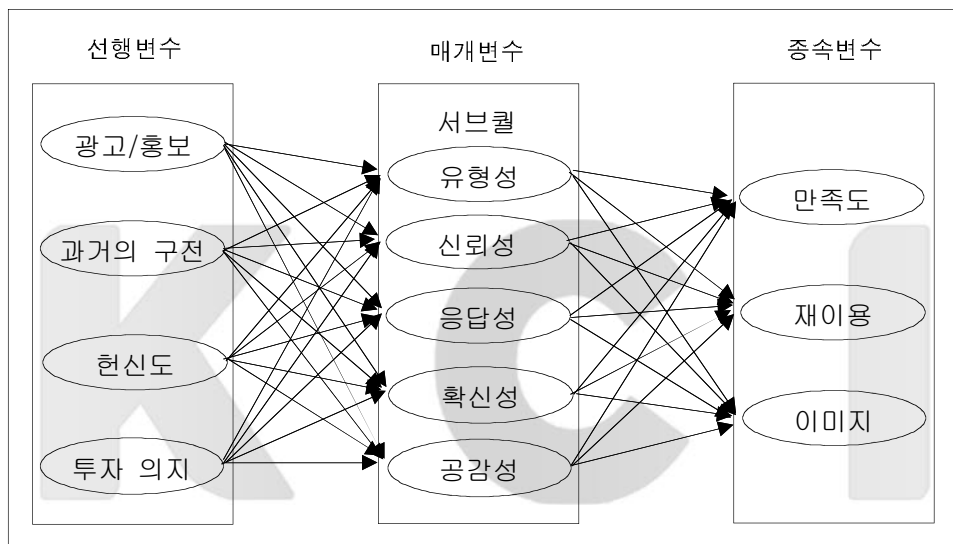 선행변수
광고/홍보
과거의 구전
헌신도
투자 의지
매개변수
서브퀄
유형성
신뢰성
응답성
확신성
공감성
종속변수
만족도
재이용
이미지
KCI